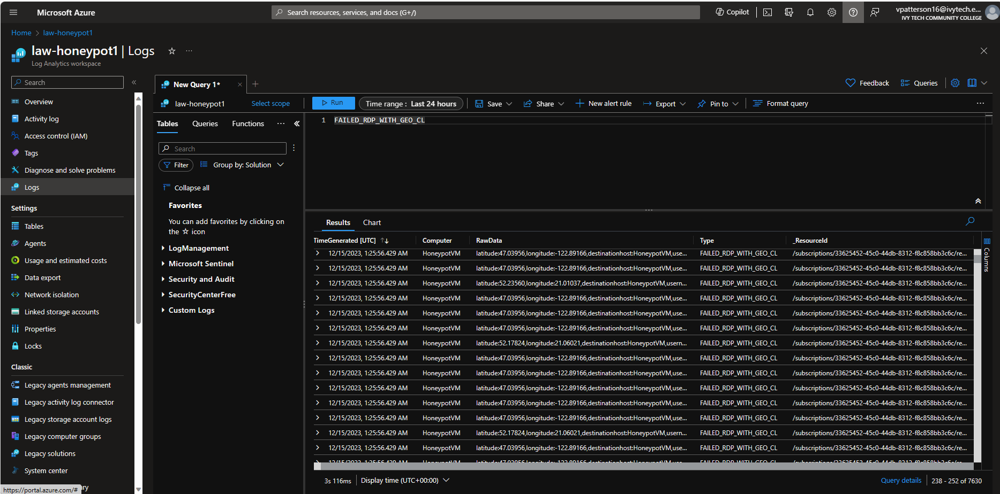 Microsoft Azure
Search resources, services, and docs (G+/)
Copilot
vpatterson16@ivytech.e...
IVY TECH COMMUNITY COLLEGE
Home > law-honeypot1
law-honeypot1 | Logs
Log Analytics workspace
Search
Overview
Activity log
Access control (IAM)
Tags
Diagnose and solve problems
Logs
Settings
Tables
Agents
Usage and estimated costs
Data export
Network isolation
Linked storage accounts
Properties
Locks
Classic
Legacy agents management
Legacy activity log connector
Legacy storage account logs
Legacy computer groups
Legacy solutions
System center
https://portal.azure.com/#
New Query 1*
Feedback
Queries
law-honeypot1
Select scope
Run
Time range : Last 24 hours
Save
Share
New alert rule
Export
Pin to
Format query
Tables
Queries
Functions
Search
Filter
Group by: Solution
Collapse all
Favorites
You can add favorites by clicking on
the ☆ icon
LogManagement
Microsoft Sentinel
Security and Audit
SecurityCenterFree
Custom Logs
1 FAILED_RDP_WITH_GEO_CL
Results
Chart
TimeGenerated [UTC] Computer RawData Type _ResourceId
12/15/2023, 1:25:56.429 AM HoneypotVM latitude:47.03956,longitude:-122.89166,destinationhost:HoneypotVM,use... FAILED_RDP_WITH_GEO_CL /subscriptions/33625452-45c0-44db-8312-f8c858bb3c6c/re...
12/15/2023, 1:25:56.429 AM HoneypotVM latitude:47.03956,longitude:-122.89166,destinationhost:HoneypotVM,use... FAILED_RDP_WITH_GEO_CL /subscriptions/33625452-45c0-44db-8312-f8c858bb3c6c/re...
12/15/2023, 1:25:56.429 AM HoneypotVM latitude:52.23560,longitude:21.01037,destinationhost:HoneypotVM,usern... FAILED_RDP_WITH_GEO_CL /subscriptions/33625452-45c0-44db-8312-f8c858bb3c6c/re...
12/15/2023, 1:25:56.429 AM HoneypotVM latitude:47.03956,longitude:-122.89166,destinationhost:HoneypotVM,use... FAILED_RDP_WITH_GEO_CL /subscriptions/33625452-45c0-44db-8312-f8c858bb3c6c/re...
12/15/2023, 1:25:56.429 AM HoneypotVM latitude:47.03956,longitude:-122.89166,destinationhost:HoneypotVM,use... FAILED_RDP_WITH_GEO_CL /subscriptions/33625452-45c0-44db-8312-f8c858bb3c6c/re...
12/15/2023, 1:25:56.429 AM HoneypotVM latitude:47.03956,longitude:-122.89166,destinationhost:HoneypotVM,use... FAILED_RDP_WITH_GEO_CL /subscriptions/33625452-45c0-44db-8312-f8c858bb3c6c/re...
12/15/2023, 1:25:56.429 AM HoneypotVM latitude:52.17824,longitude:21.06021,destinationhost:HoneypotVM,usern... FAILED_RDP_WITH_GEO_CL /subscriptions/33625452-45c0-44db-8312-f8c858bb3c6c/re...
12/15/2023, 1:25:56.429 AM HoneypotVM latitude:47.03956,longitude:-122.89166,destinationhost:HoneypotVM,use... FAILED_RDP_WITH_GEO_CL /subscriptions/33625452-45c0-44db-8312-f8c858bb3c6c/re...
12/15/2023, 1:25:56.429 AM HoneypotVM latitude:47.03956,longitude:-122.89166,destinationhost:HoneypotVM,use... FAILED_RDP_WITH_GEO_CL /subscriptions/33625452-45c0-44db-8312-f8c858bb3c6c/re...
12/15/2023, 1:25:56.429 AM HoneypotVM latitude:47.03956,longitude:-122.89166,destinationhost:HoneypotVM,use... FAILED_RDP_WITH_GEO_CL /subscriptions/33625452-45c0-44db-8312-f8c858bb3c6c/re...
12/15/2023, 1:25:56.429 AM HoneypotVM latitude:47.03956,longitude:-122.89166,destinationhost:HoneypotVM,use... FAILED_RDP_WITH_GEO_CL /subscriptions/33625452-45c0-44db-8312-f8c858bb3c6c/re...
12/15/2023, 1:25:56.429 AM HoneypotVM latitude:47.03956,longitude:-122.89166,destinationhost:HoneypotVM,use... FAILED_RDP_WITH_GEO_CL /subscriptions/33625452-45c0-44db-8312-f8c858bb3c6c/re...
12/15/2023, 1:25:56.429 AM HoneypotVM latitude:52.17824,longitude:21.06021,destinationhost:HoneypotVM,usern... FAILED_RDP_WITH_GEO_CL /subscriptions/33625452-45c0-44db-8312-f8c858bb3c6c/re...
12/15/2023, 1:25:56.429 AM HoneypotVM latitude:47.03956,longitude:-122.89166,destinationhost:HoneypotVM,use... FAILED_RDP_WITH_GEO_CL /subscriptions/33625452-45c0-44db-8312-f8c858bb3c6c/re...
Columns
3s 116ms
Display time (UTC+00:00)
Query details
238 - 252 of 7630